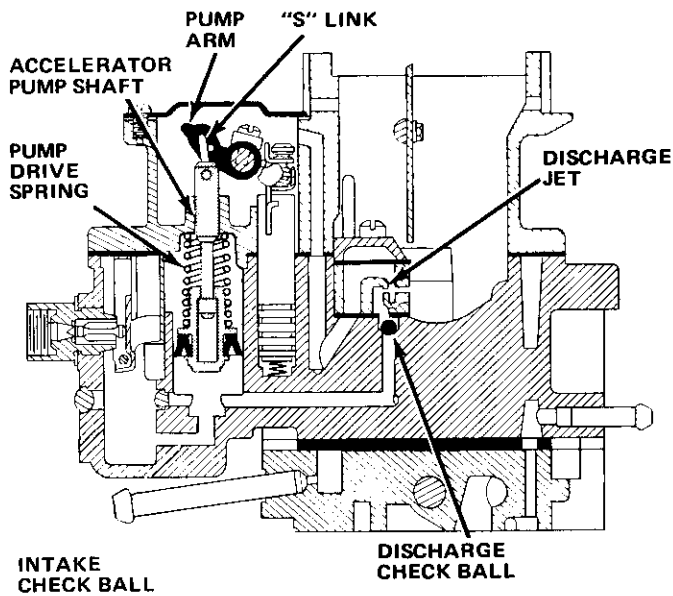 PUMP
ARM
“S” LINK
ACCELERATOR
PUMP SHAFT
PUMP
DRIVE
SPRING
DISCHARGE
JET
INTAKE
CHECK BALL
DISCHARGE
CHECK BALL